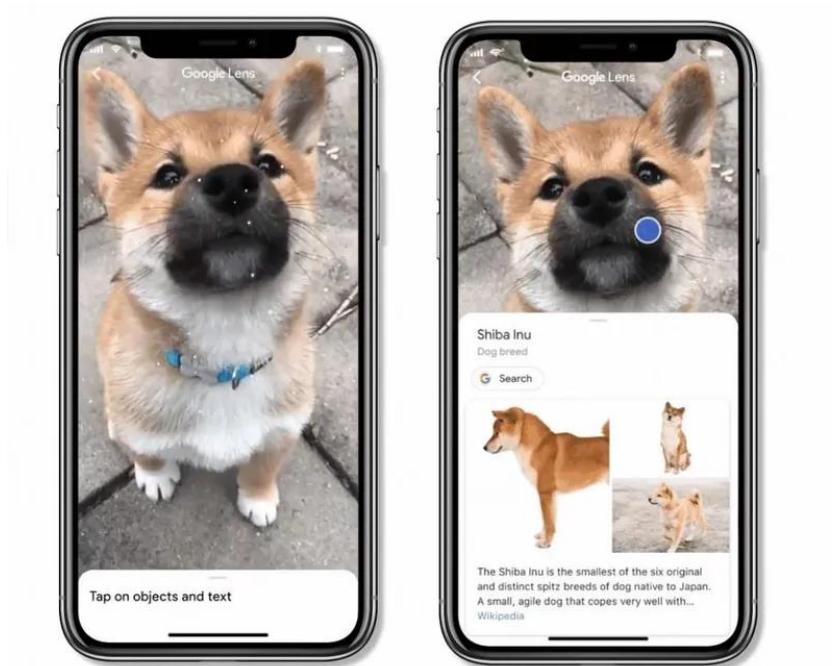 Google Lens
Tap on objects and text
Google Lens
Shiba Inu
Dog breed
G Search
The Shiba Inu is the smallest of the six original
and distinct spitz breeds of dog native to Japan.
A small, agile dog that copes very well with...
Wikipedia